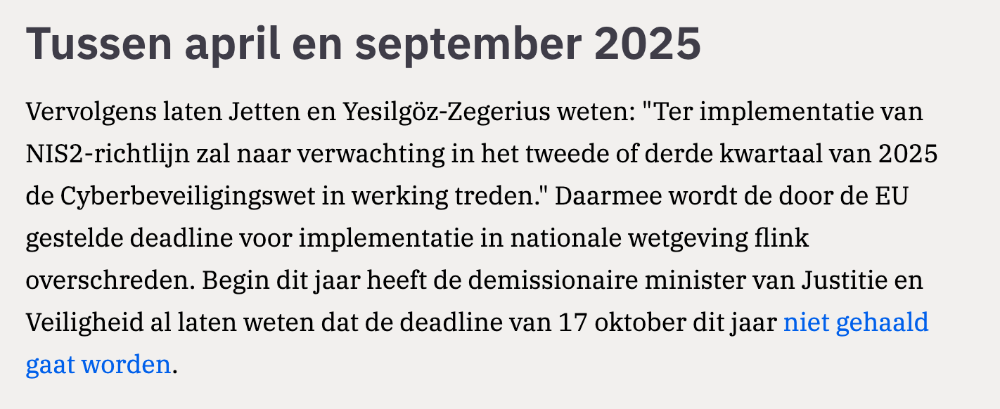 Tussen april en september 2025
Vervolgens laten Jetten en Yesilgöz-Zegerius weten: "Ter implementatie van
NIS2-richtlijn zal naar verwachting in het tweede of derde kwartaal van 2025
de Cyberbeveiligingswet in werking treden." Daarmee wordt de door de EU
gestelde deadline voor implementatie in nationale wetgeving flink
overschreden. Begin dit jaar heeft de demissionaire minister van Justitie en
Veiligheid al laten weten dat de deadline van 17 oktober dit jaar niet gehaald
gaat worden.